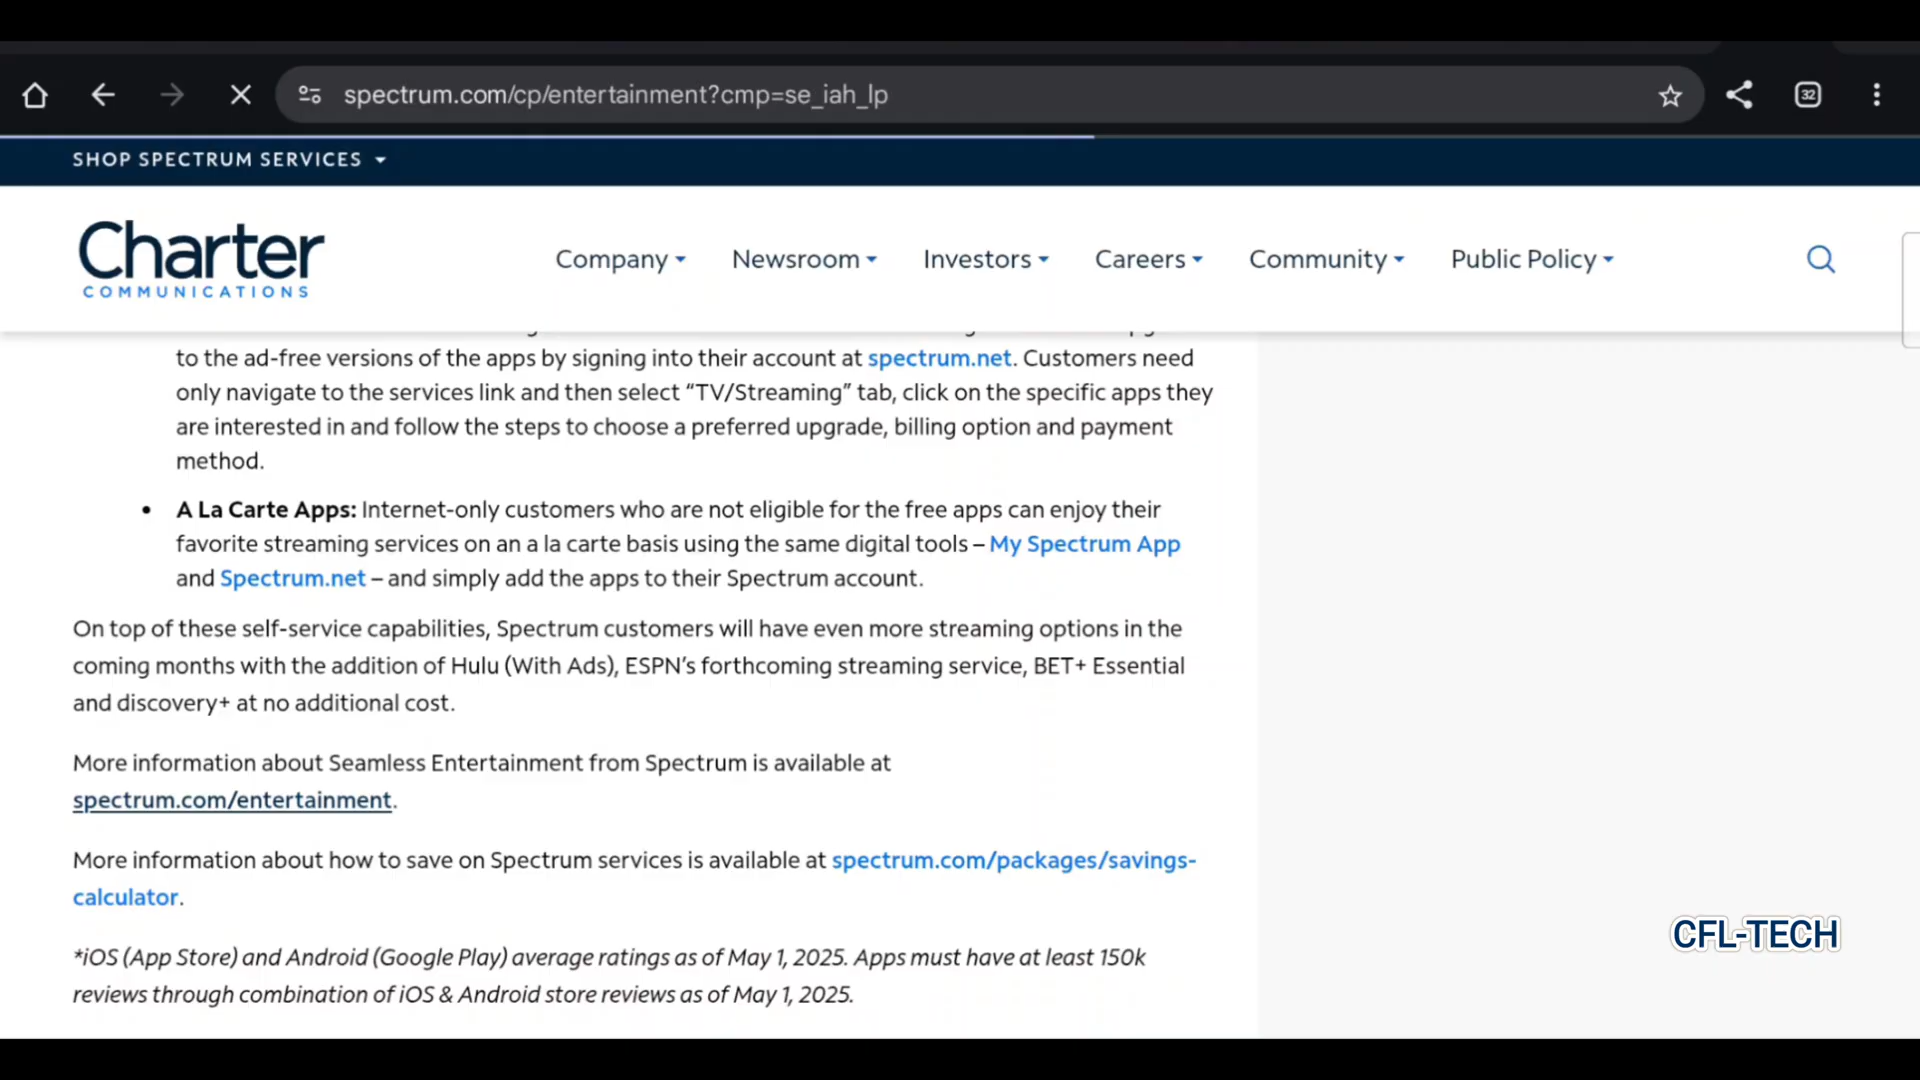 32
spectrum.com/cp/entertainment?cmp=se_iah_lp
SHOP SPECTRUM SERVICES
Charter
COMMUNICATIONS
Company
Newsroom
Investors
Careers
Community
Public Policy
to the ad-free versions of the apps by signing into their account at spectrum.net. Customers need
only navigate to the services link and then select “TV/Streaming” tab, click on the specific apps they
are interested in and follow the steps to choose a preferred upgrade, billing option and payment
method.
• A La Carte Apps: Internet-only customers who are not eligible for the free apps can enjoy their
favorite streaming services on an a la carte basis using the same digital tools – My Spectrum App
and Spectrum.net – and simply add the apps to their Spectrum account.
On top of these self-service capabilities, Spectrum customers will have even more streaming options in the
coming months with the addition of Hulu (With Ads), ESPN’s forthcoming streaming service, BET+ Essential
and discovery+ at no additional cost.
More information about Seamless Entertainment from Spectrum is available at
spectrum.com/entertainment.
More information about how to save on Spectrum services is available at spectrum.com/packages/savings-
calculator.
*iOS (App Store) and Android (Google Play) average ratings as of May 1, 2025. Apps must have at least 150k
reviews through combination of iOS & Android store reviews as of May 1, 2025.
CFL-TECH